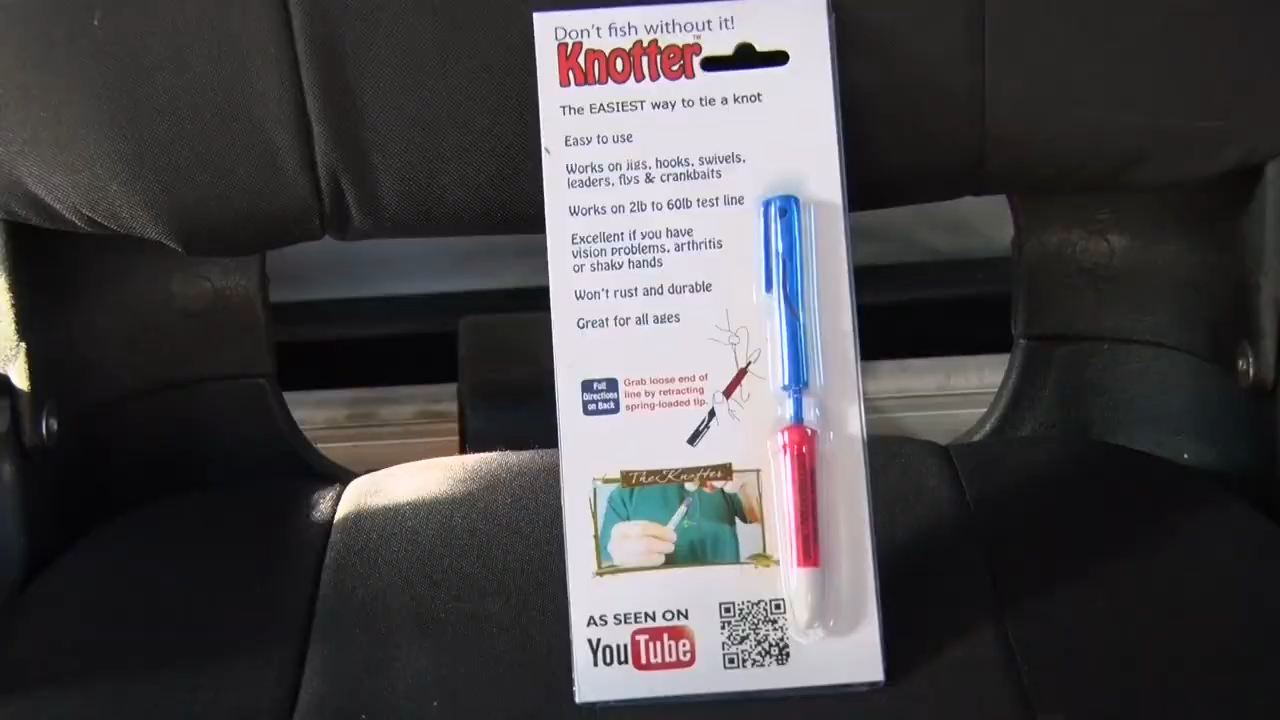 Don't fish without it!
Knotter™
The EASIEST way to tie a knot
Easy to use
Works on jigs, hooks, swivels,
leaders, flys & crankbaits
Works on 2lb to 60lb test line
Excellent if you have
vision problems, arthritis
or shaky hands
Won't rust and durable
Great for all ages
Full
Directions
on Back
Grab loose end of
line by retracting
spring-loaded tip.
The Knotter
AS SEEN ON
YouTube